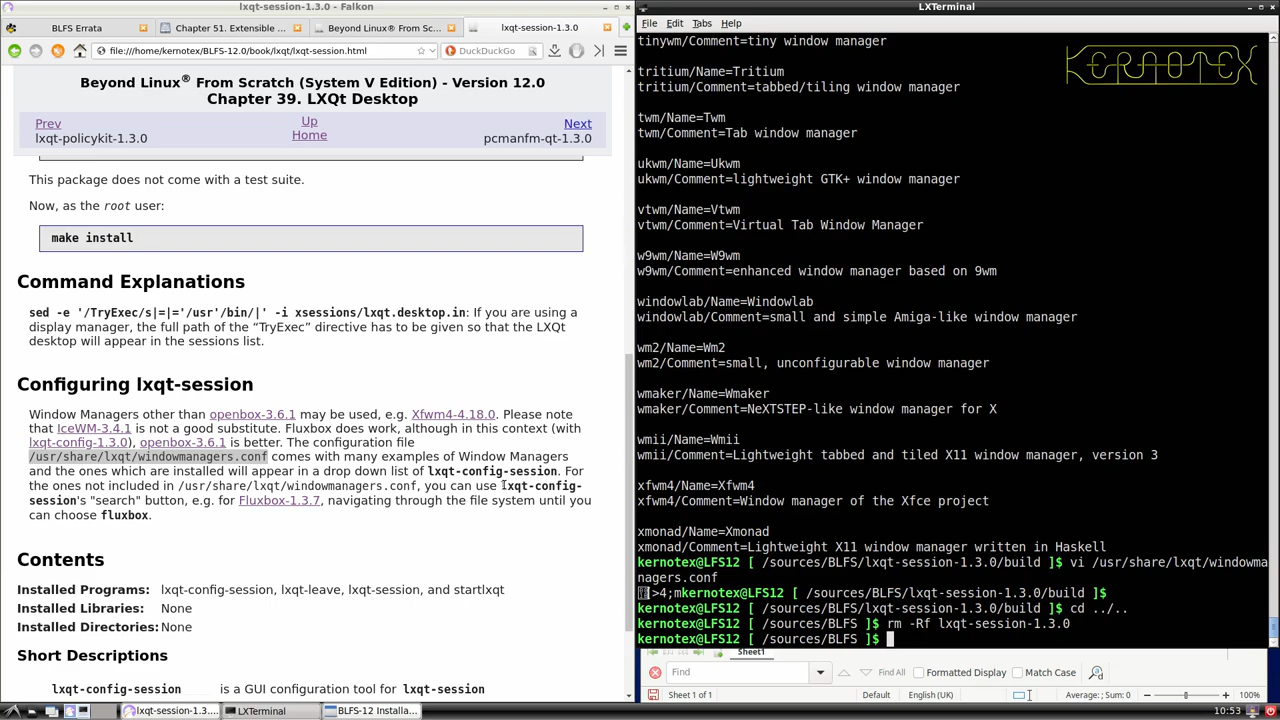 lxqt-session-1.3.0 - Falkon
BLFS Errata
Chapter 51. Extensible
Beyond Linux® From Sc
lxqt-session-1.3.0
file:///home/kernotex/BLFS-12.0/book/lxqt/lxqt-session.html
DuckDuckGo
Beyond Linux® From Scratch (System V Edition) - Version 12.0
Chapter 39. LXQt Desktop
Prev
Up
Next
lxqt-policykit-1.3.0
Home
pcmanfm-qt-1.3.0
This package does not come with a test suite.
Now, as the root user:
make install
Command Explanations
sed -e '/TryExec/s|=|='/usr'/bin/|' -i xsessions/lxqt.desktop.in: If you are using a
display manager, the full path of the “TryExec” directive has to be given so that the LXQt
desktop will appear in the sessions list.
Configuring lxqt-session
Window Managers other than openbox-3.6.1 may be used, e.g. Xfwm4-4.18.0. Please note
that IceWM-3.4.1 is not a good substitute. Fluxbox does work, although in this context (with
lxqt-config-1.3.0), openbox-3.6.1 is better. The configuration file
/usr/share/lxqt/windowmanagers.conf comes with many examples of Window Managers
and the ones which are installed will appear in a drop down list of lxqt-config-session. For
the ones not included in /usr/share/lxqt/windowmanagers.conf, you can use lxqt-config-
session's "search" button, e.g. for Fluxbox-1.3.7, navigating through the file system until you
can choose fluxbox.
Contents
Installed Programs: lxqt-config-session, lxqt-leave, lxqt-session, and startlxqt
Installed Libraries: None
Installed Directories: None
Short Descriptions
lxqt-config-session is a GUI configuration tool for lxqt-session
LXTerminal
File Edit Tabs Help
KERNOTEX
tinywm/Comment=tiny window manager
tritium/Name=Tritium
tritium/Comment=tabbed/tiling window manager
twm/Name=Twm
twm/Comment=Tab window manager
ukwm/Name=Ukwm
ukwm/Comment=lightweight GTK+ window manager
vtwm/Name=Vtwm
vtwm/Comment=Virtual Tab Window Manager
w9wm/Name=W9wm
w9wm/Comment=enhanced window manager based on 9wm
windowlab/Name=Windowlab
windowlab/Comment=small and simple Amiga-like window manager
wm2/Name=Wm2
wm2/Comment=small, unconfigurable window manager
wmaker/Name=Wmaker
wmaker/Comment=NeXTSTEP-like window manager for X
wmii/Name=Wmii
wmii/Comment=Lightweight tabbed and tiled X11 window manager, version 3
xfwm4/Name=Xfwm4
xfwm4/Comment=Window manager of the Xfce project
xmonad/Name=Xmonad
xmonad/Comment=Lightweight X11 window manager written in Haskell
kernotex@LFS12 [ /sources/BLFS/lxqt-session-1.3.0/build ]$ vi /usr/share/lxqt/windowma
nagers.conf
[>4;mkernotex@LFS12 [ /sources/BLFS/lxqt-session-1.3.0/build ]$
kernotex@LFS12 [ /sources/BLFS/lxqt-session-1.3.0/build ]$ cd ../..
kernotex@LFS12 [ /sources/BLFS ]$ rm -Rf lxqt-session-1.3.0
kernotex@LFS12 [ /sources/BLFS ]$
Sheet1
Find
Find All
Formatted Display
Match Case
Sheet 1 of 1
Default
English (UK)
Average: ; Sum: 0
100%
lxqt-session-1.3....
LXTerminal
BLFS-12 Installa...
10:53